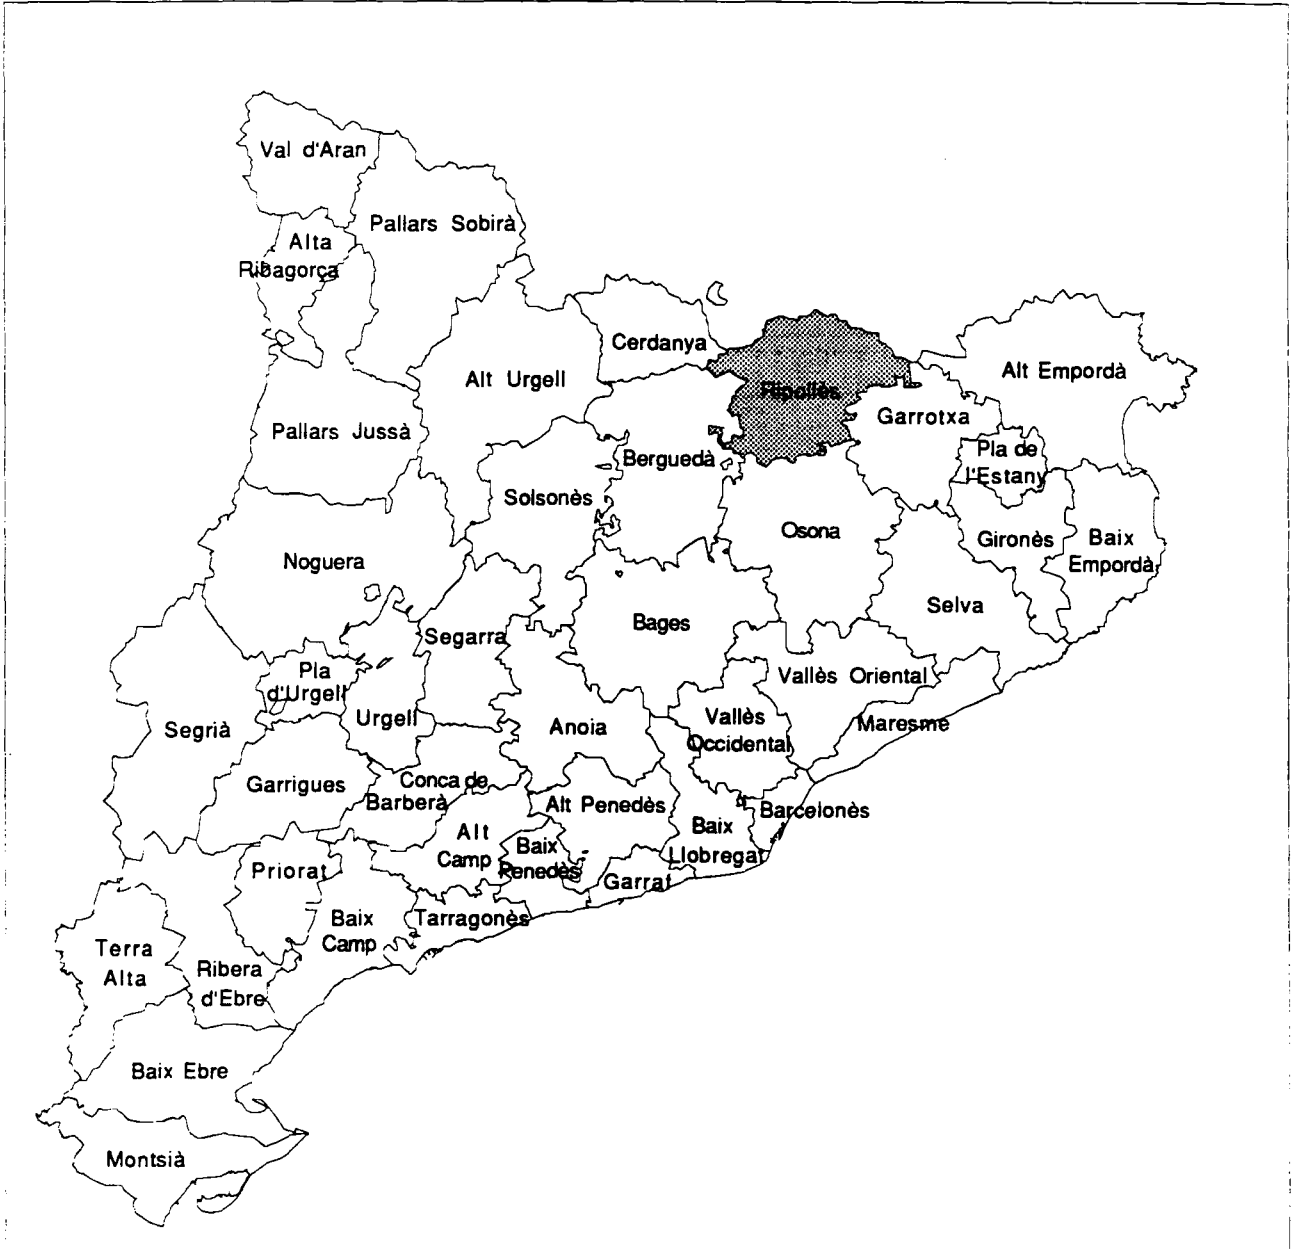 Val d'Aran
Pallars Sobirà
Alta
Ribagorça
Cerdanya
Ripollès
Alt Empordà
Alt Urgell
Garrotxa
Pallars Jussà
Pla de
l'Estany
Berguedà
Solsonès
Osona
Gironès
Baix
Empordà
Noguera
Selva
Bages
Segarra
Pla
d'Urgell
Vallès Oriental
Urgell
Vallès
Occidental
Maresme
Segrià
Anoia
Garrigues
Conca de
Barberà
Alt Penedès
Barcelonès
Baix
Llobregat
Alt
Camp
Baix
Penedès
Priorat
Garrat
Baix
Camp
Tarragonès
Terra
Alta
Ribera
d'Ebre
Baix Ebre
Montsià